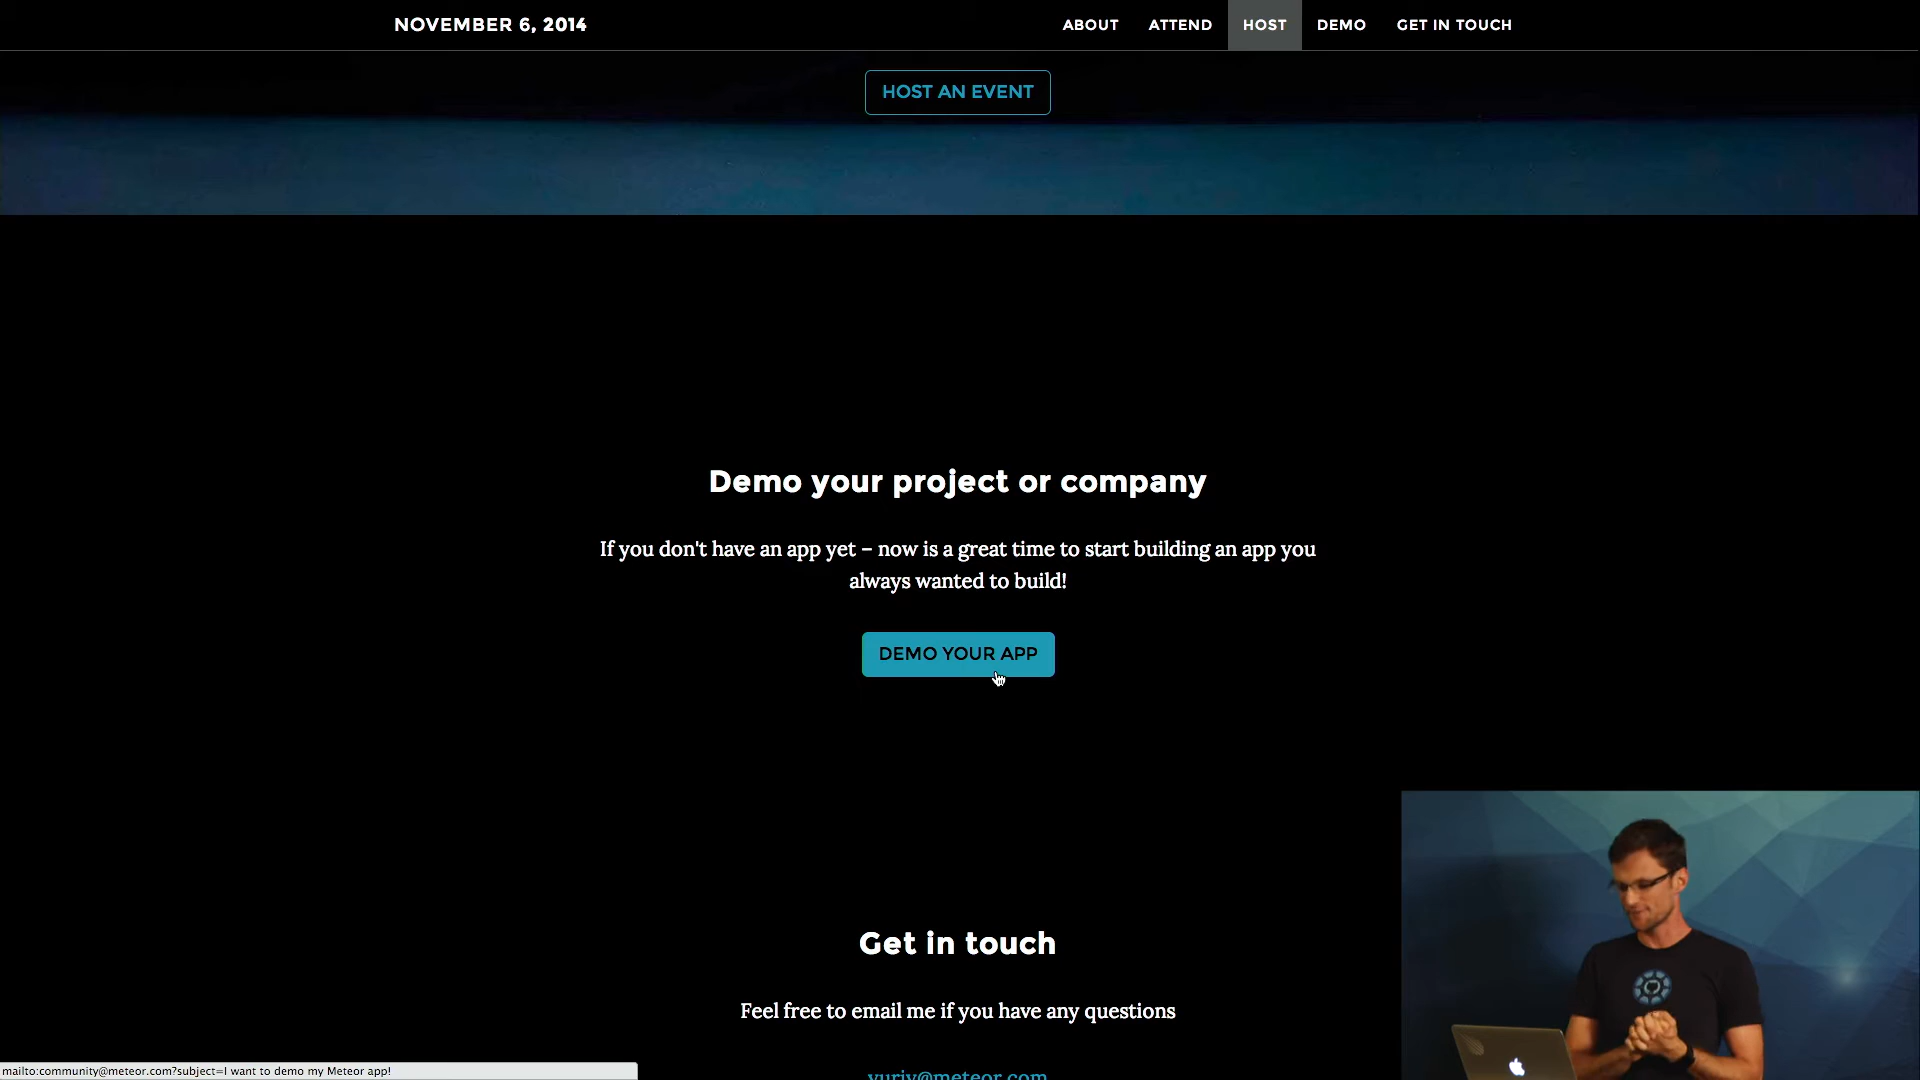 NOVEMBER 6, 2014
ABOUT ATTEND HOST DEMO GET IN TOUCH
HOST AN EVENT
Demo your project or company
If you don't have an app yet – now is a great time to start building an app you
always wanted to build!
DEMO YOUR APP
Get in touch
Feel free to email me if you have any questions
yuriy@meteor.com
mailto:community@meteor.com?subject=I want to demo my Meteor app!